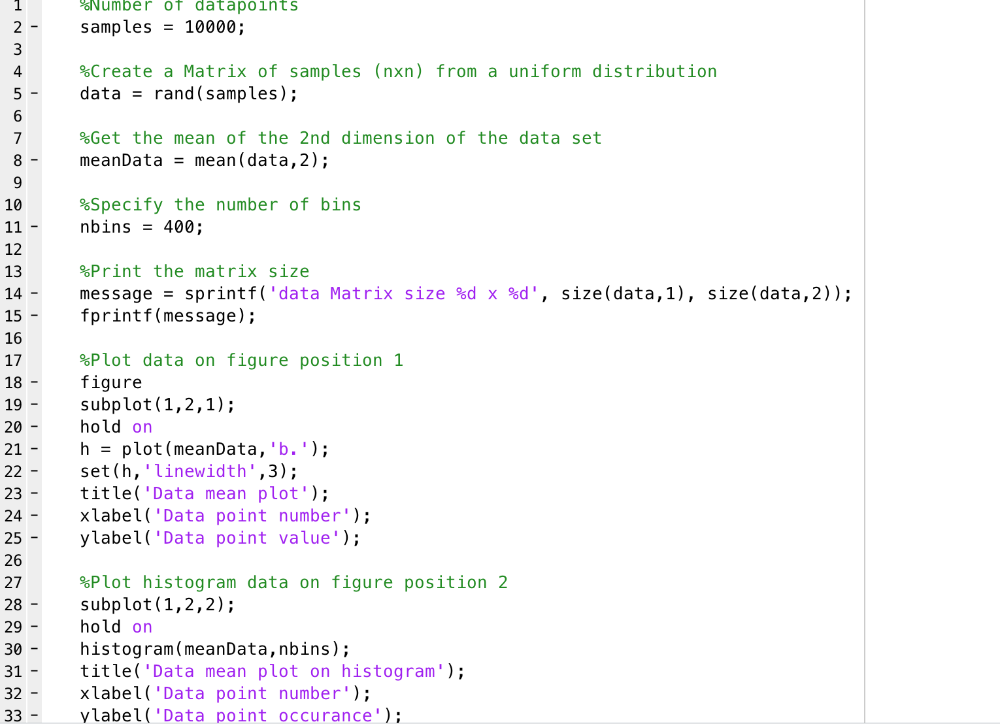 1 %Number of datapoints
2 - samples = 10000;
3
4 %Create a Matrix of samples (nxn) from a uniform distribution
5 - data = rand(samples);
6
7 %Get the mean of the 2nd dimension of the data set
8 - meanData = mean(data,2);
9
10 %Specify the number of bins
11 - nbins = 400;
12
13 %Print the matrix size
14 - message = sprintf('data Matrix size %d x %d', size(data,1), size(data,2));
15 - fprintf(message);
16
17 %Plot data on figure position 1
18 - figure
19 - subplot(1,2,1);
20 - hold on
21 - h = plot(meanData,'b.');
22 - set(h,'linewidth',3);
23 - title('Data mean plot');
24 - xlabel('Data point number');
25 - ylabel('Data point value');
26
27 %Plot histogram data on figure position 2
28 - subplot(1,2,2);
29 - hold on
30 - histogram(meanData,nbins);
31 - title('Data mean plot on histogram');
32 - xlabel('Data point number');
33 - ylabel('Data point occurance');